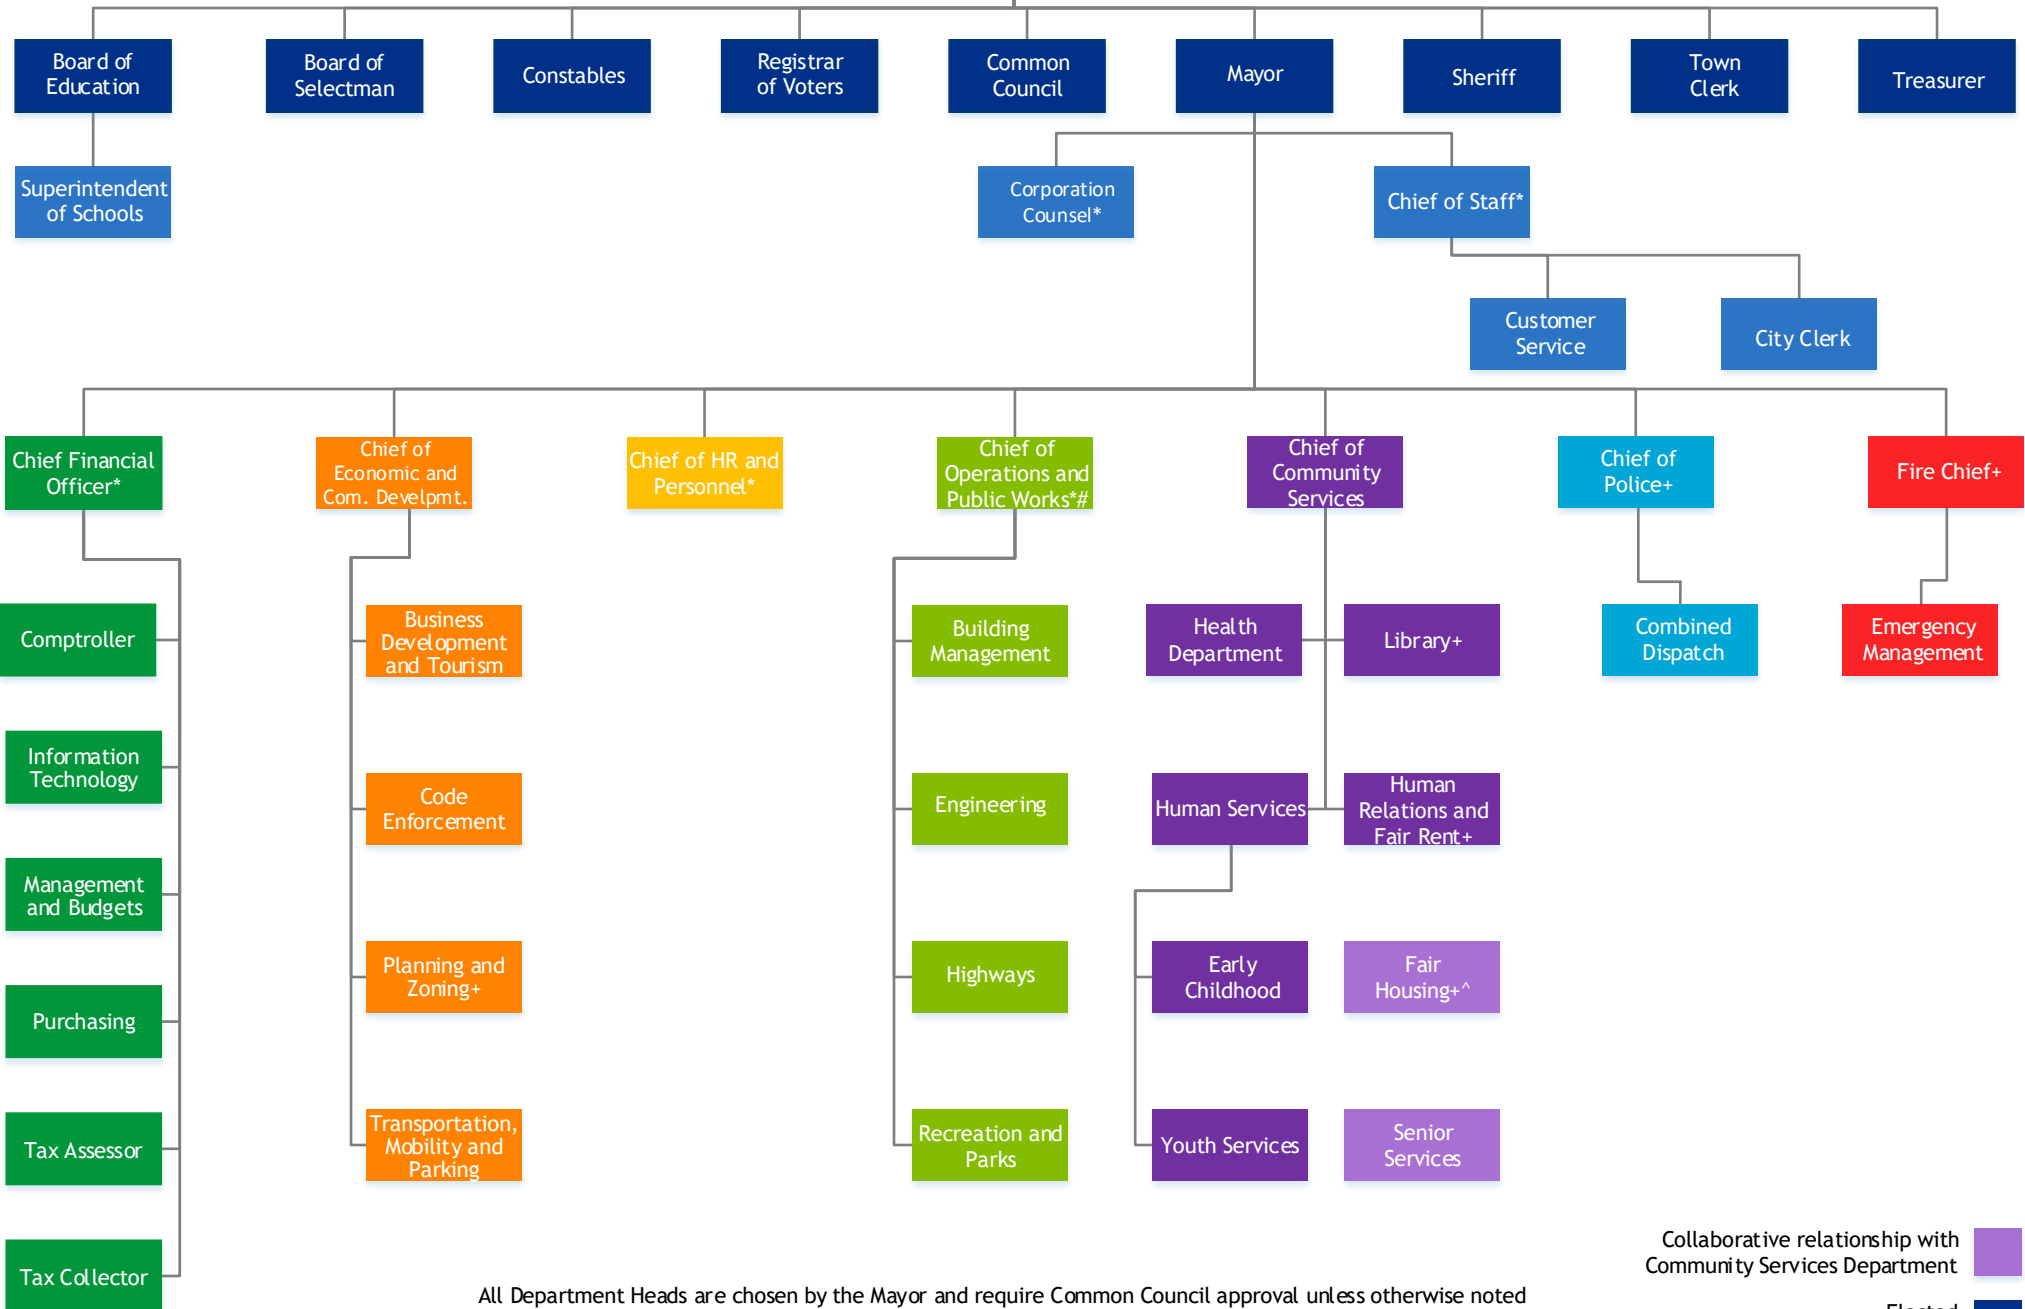 Board of
Education
Board of
Selectman
Constables
Registrar
of Voters
Common
Council
Mayor
Sheriff
Town
Clerk
Treasurer
Superintendent
of Schools
Corporation
Counsel*
Chief of Staff*
Customer
Service
City Clerk
Chief Financial
Officer*
Chief of
Economic and
Com. Develpmt.
Chief of HR and
Personnel*
Chief of
Operations and
Public Works*#
Chief of
Community
Services
Chief of
Police+
Fire Chief+
Comptroller
Business
Development
and Tourism
Building
Management
Health
Department
Library+
Combined
Dispatch
Emergency
Management
Information
Technology
Code
Enforcement
Engineering
Human Services
Human
Relations and
Fair Rent+
Management
and Budgets
Planning and
Zoning+
Highways
Early
Childhood
Fair
Housing+^
Purchasing
Transportation,
Mobility and
Parking
Recreation and
Parks
Youth Services
Senior
Services
Tax Assessor
Tax Collector
Collaborative relationship with
Community Services Department
All Department Heads are chosen by the Mayor and require Common Council approval unless otherwise noted
Elected